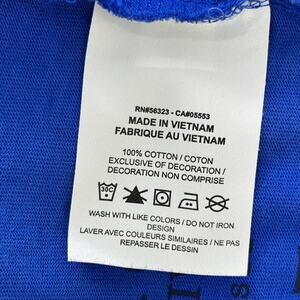 RN#56323 - CA#05553
MADE IN VIETNAM
FABRIQUE AU VIETNAM
100% COTTON / COTON
EXCLUSIVE OF DECORATION /
DECORATION NON COMPRISE
30C
WASH WITH LIKE COLORS / DO NOT IRON
DESIGN
LAVER AVEC COULEURS SIMILAIRES / NE PAS
REPASSER LE DESSIN